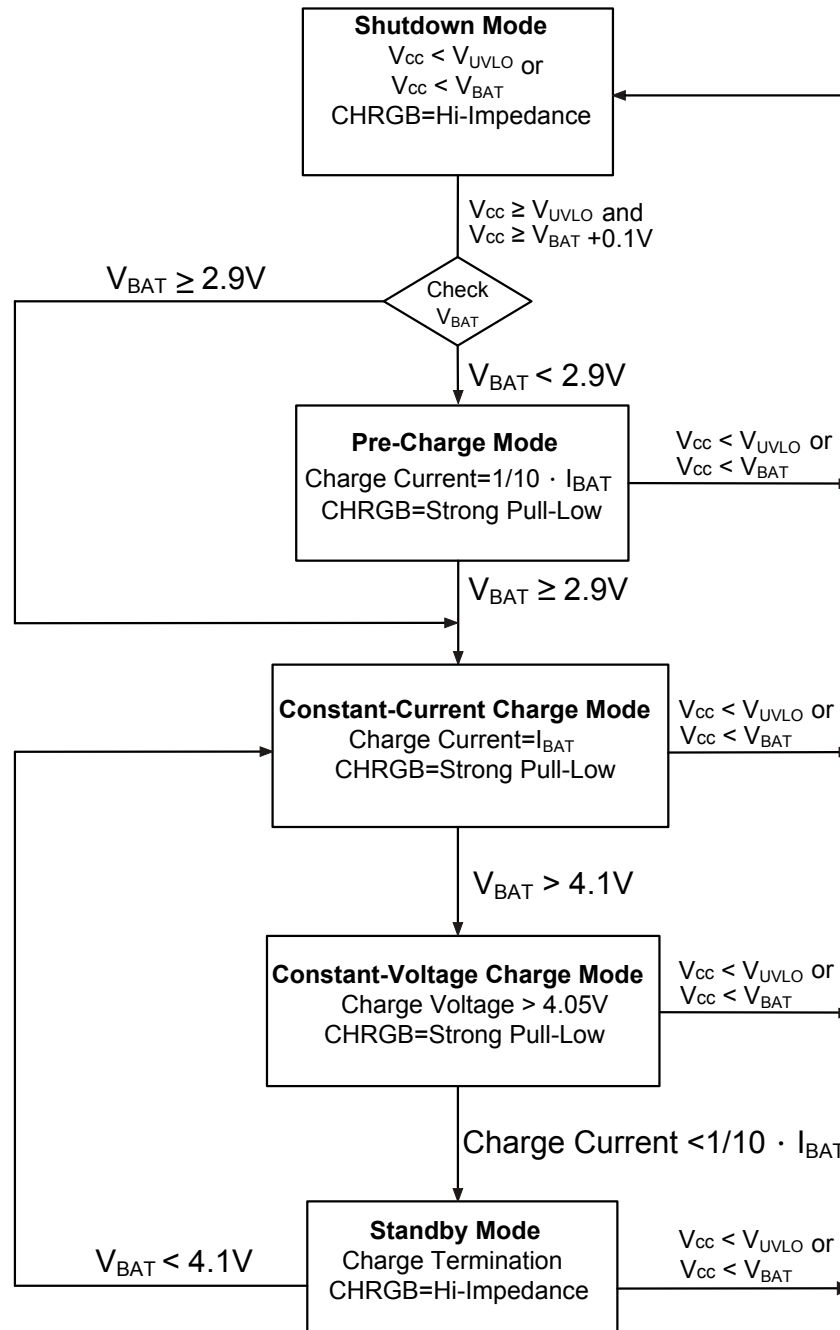 Shutdown Mode
Vcc < VUVLO or
Vcc < VBAT
CHRGB=Hi-Impedance
Vcc ≥ VUVLO and
Vcc ≥ VBAT +0.1V
VBAT ≥ 2.9V
Check
VBAT
VBAT < 2.9V
Pre-Charge Mode
Charge Current=1/10 · IBAT
CHRGB=Strong Pull-Low
Vcc < VUVLO or
Vcc < VBAT
VBAT ≥ 2.9V
Constant-Current Charge Mode
Charge Current=IBAT
CHRGB=Strong Pull-Low
Vcc < VUVLO or
Vcc < VBAT
VBAT > 4.1V
Constant-Voltage Charge Mode
Charge Voltage > 4.05V
CHRGB=Strong Pull-Low
Vcc < VUVLO or
Vcc < VBAT
Charge Current <1/10 · IBAT
Standby Mode
Charge Termination
CHRGB=Hi-Impedance
VBAT < 4.1V
Vcc < VUVLO or
Vcc < VBAT